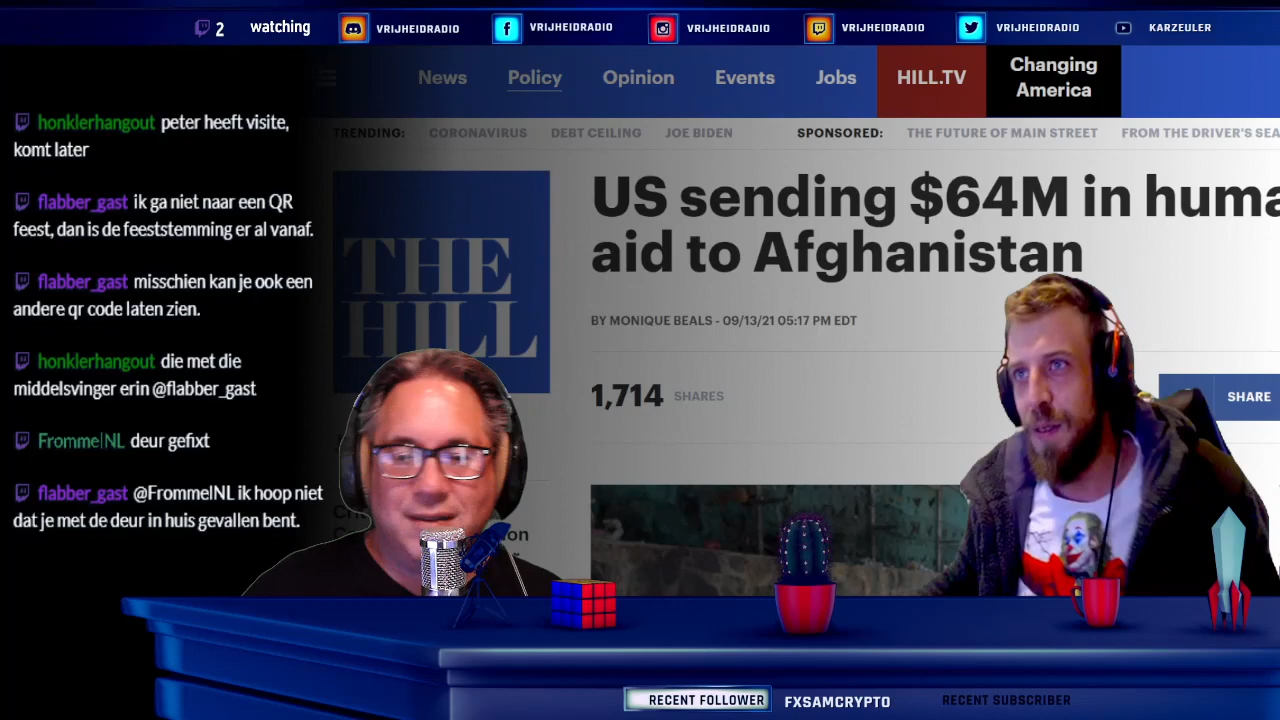 2 watching VRIJHEIDRADIO VRIJHEIDRADIO VRIJHEIDRADIO VRIJHEIDRADIO VRIJHEIDRADIO KARZEULER
News Policy Opinion Events Jobs HILL.TV Changing
America
TRENDING: CORONAVIRUS DEBT CEILING JOE BIDEN SPONSORED: THE FUTURE OF MAIN STREET FROM THE DRIVER'S SEA
honklerhangout peter heeft visite,
komt later
flabber_gast ik ga niet naar een QR
feest, dan is de feeststemming er al vanaf.
flabber_gast misschien kan je ook een
andere qr code laten zien.
honklerhangout die met die
middelsvinger erin @flabber_gast
FrommelNL deur gefixt
flabber_gast @FrommelNL ik hoop niet
dat je met de deur in huis gevallen bent.
THE
HILL
US sending $64M in huma
aid to Afghanistan
BY MONIQUE BEALS - 09/13/21 05:17 PM EDT
1,714 SHARES
SHARE
RECENT FOLLOWER FXSAMCRYPTO RECENT SUBSCRIBER